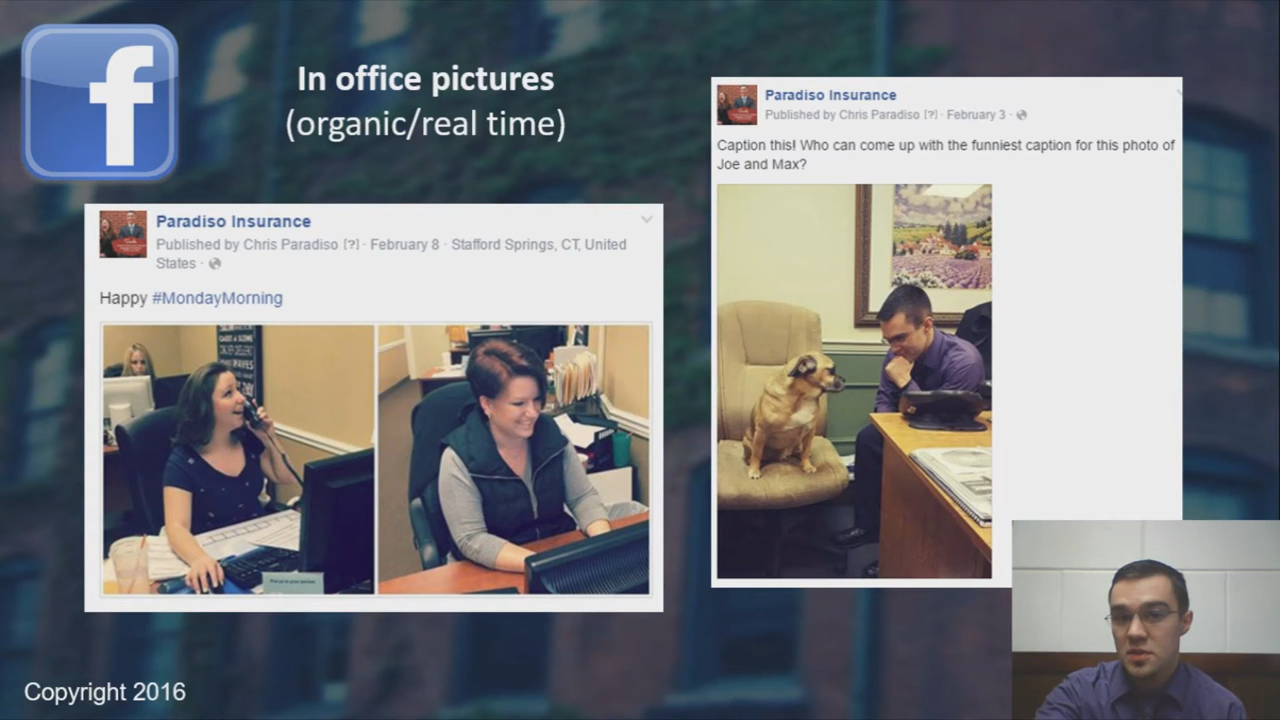 In office pictures
(organic/real time)
Paradiso Insurance
Published by Chris Paradiso [?] · February 8 · Stafford Springs, CT, United
States ·
Happy #MondayMorning
Paradiso Insurance
Published by Chris Paradiso [?] · February 3 ·
Caption this! Who can come up with the funniest caption for this photo of
Joe and Max?
Copyright 2016